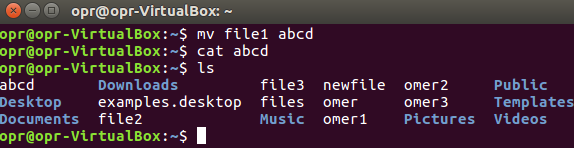 opr@opr-VirtualBox: ~
opr@opr-VirtualBox:~$ mv file1 abcd
opr@opr-VirtualBox:~$ cat abcd
opr@opr-VirtualBox:~$ ls
abcd Downloads file3 newfile omer2 Public
Desktop examples.desktop files omer omer3 Templates
Documents file2 Music omer1 Pictures Videos
opr@opr-VirtualBox:~$